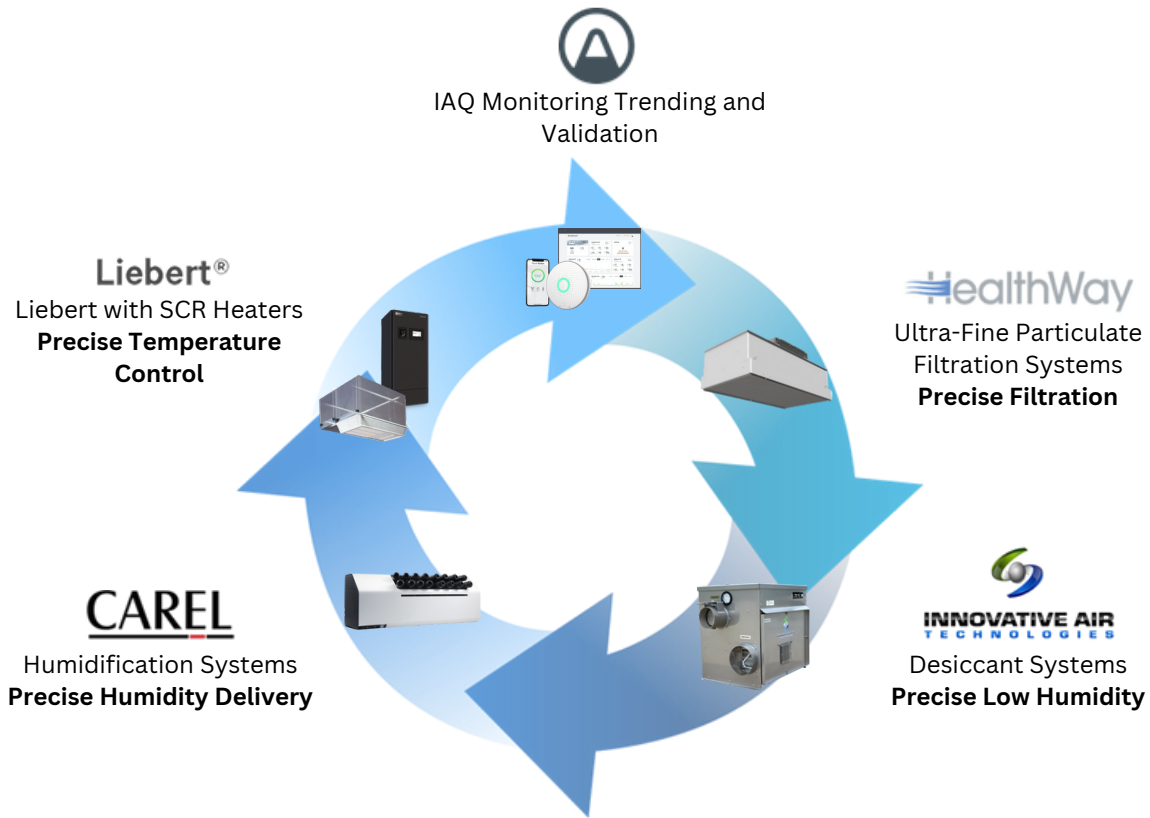 IAQ Monitoring Trending and
Validation
Liebert®
Liebert with SCR Heaters
Precise Temperature
Control
HealthWay
Ultra-Fine Particulate
Filtration Systems
Precise Filtration
CAREL
Humidification Systems
Precise Humidity Delivery
INNOVATIVE AIR
TECHNOLOGIES
Desiccant Systems
Precise Low Humidity